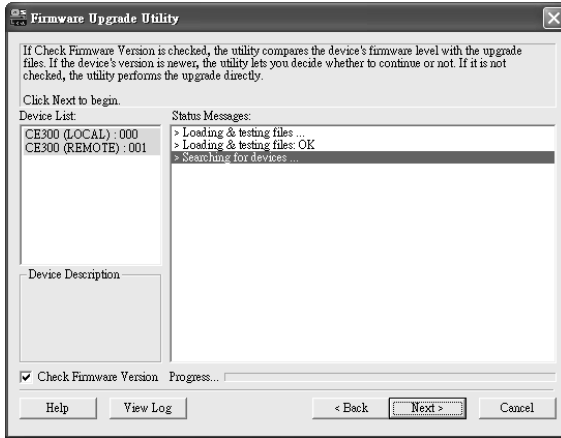 Firmware Upgrade Utility
If Check Firmware Version is checked, the utility compares the device's firmware level with the upgrade
files. If the device's version is newer, the utility lets you decide whether to continue or not. If it is not
checked, the utility performs the upgrade directly.
Click Next to begin.
Device List:
CE300 (LOCAL) : 000
CE300 (REMOTE) : 001
Status Messages:
> Loading & testing files ...
> Loading & testing files: OK
> Searching for devices ...
Device Description
Check Firmware Version Progress...
Help View Log < Back Next > Cancel